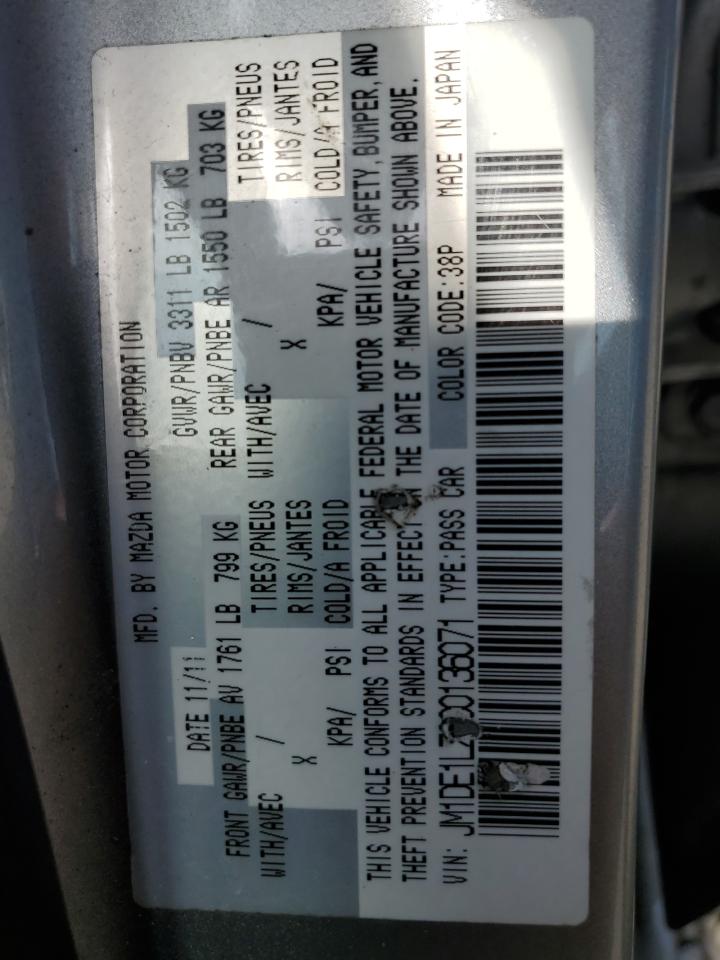 MFD. BY MAZDA MOTOR CORPORATION
DATE 11/11 GVWR/PNBV 3311 LB 1502 KG
FRONT GAWR/PNBE AV 1761 LB 799 KG REAR GAWR/PNBE AR 1550 LB 703 KG
WITH/AVEC / TIRES/PNEUS WITH/AVEC / TIRES/PNEUS
X RIMS/JANTES X RIMS/JANTES
KPA/ PSI COLD/A FROID KPA/ PSI COLD/A FROID
THIS VEHICLE CONFORMS TO ALL APPLICABLE FEDERAL MOTOR VEHICLE SAFETY, BUMPER, AND
THEFT PREVENTION STANDARDS IN EFFECT ON THE DATE OF MANUFACTURE SHOWN ABOVE.
VIN: TYPE:PASS CAR COLOR CODE:38P MADE IN JAPAN